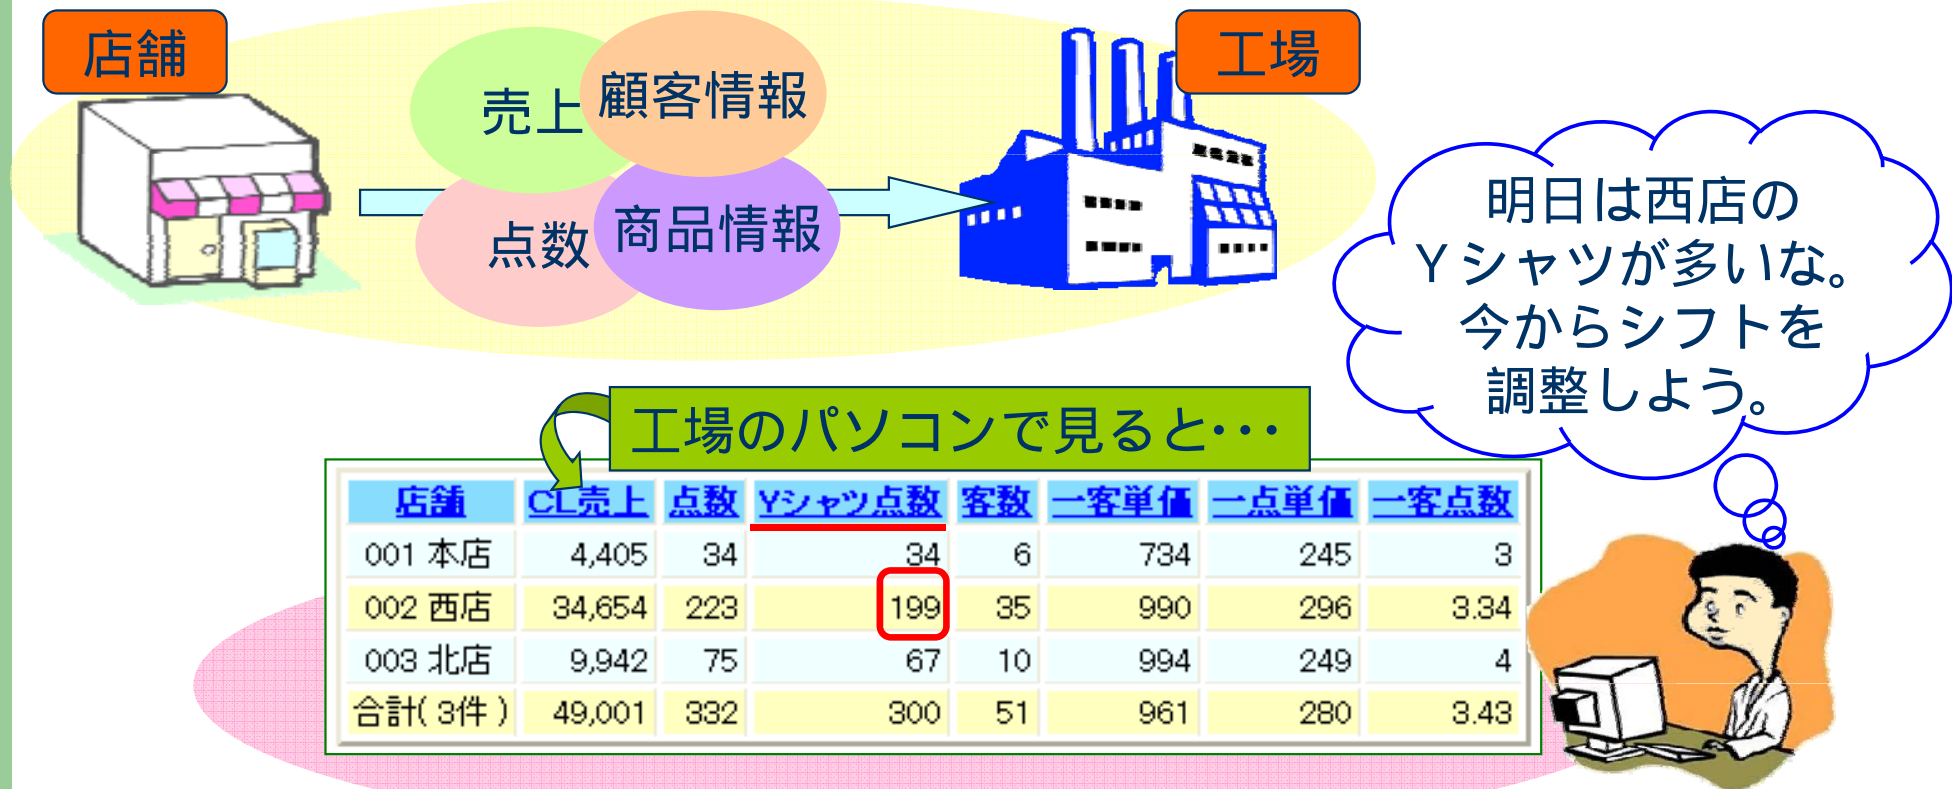 店舗
工場
売上
顧客情報
点数
商品情報
明日は西店の
Yシャツが多いな。
今からシフトを
調整しよう。
工場のパソコンで見ると･･･
店舗 CL売上 点数 Yシャツ点数 客数 一客単価 一点単価 一客点数
001 本店 4,405 34 34 6 734 245 3
002 西店 34,654 223 199 35 990 296 3.34
003 北店 9,942 75 67 10 994 249 4
合計( 3件 ) 49,001 332 300 51 961 280 3.43